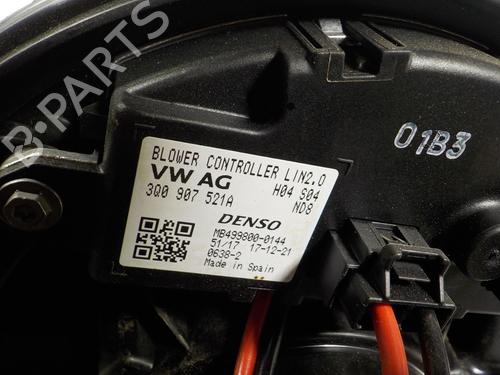 B-PARTS
01B3
BLOWER CONTROLLER LIN2.0
VW AG H04 S04
3Q0 907 521A ND8
DENSO
MB499800-0144
51/17 17-12-21
0638-2
Made in Spain